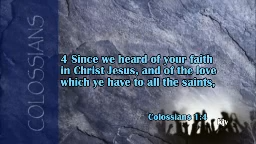 COLOSSIANS
4 Since we heard of your faith
in Christ Jesus, and of the love
which ye have to all the saints,
Colossians 1:4
kjv